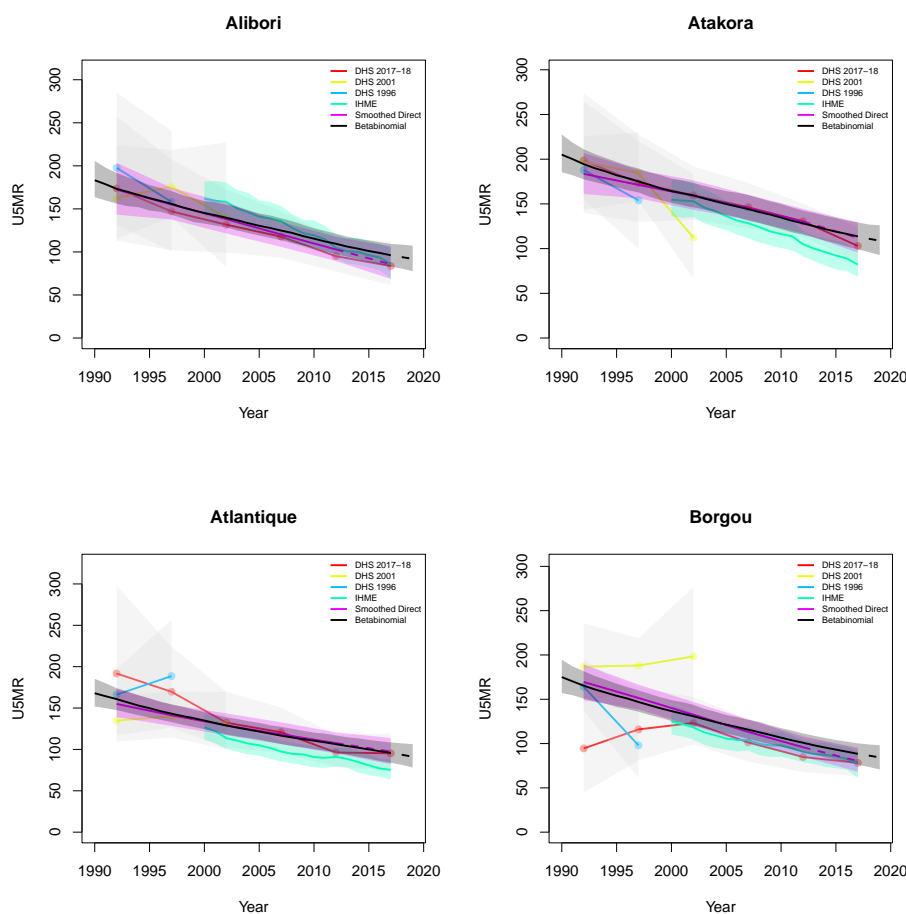 Alibori
U5MR
300
250
200
150
100
50
0
DHS 2017−18
DHS 2001
DHS 1996
IHME
Smoothed Direct
Betabinomial
1990 1995 2000 2005 2010 2015 2020
Year
Atakora
U5MR
300
250
200
150
100
50
0
DHS 2017−18
DHS 2001
DHS 1996
IHME
Smoothed Direct
Betabinomial
1990 1995 2000 2005 2010 2015 2020
Year
Atlantique
U5MR
300
250
200
150
100
50
0
DHS 2017−18
DHS 2001
DHS 1996
IHME
Smoothed Direct
Betabinomial
1990 1995 2000 2005 2010 2015 2020
Year
Borgou
U5MR
300
250
200
150
100
50
0
DHS 2017−18
DHS 2001
DHS 1996
IHME
Smoothed Direct
Betabinomial
1990 1995 2000 2005 2010 2015 2020
Year